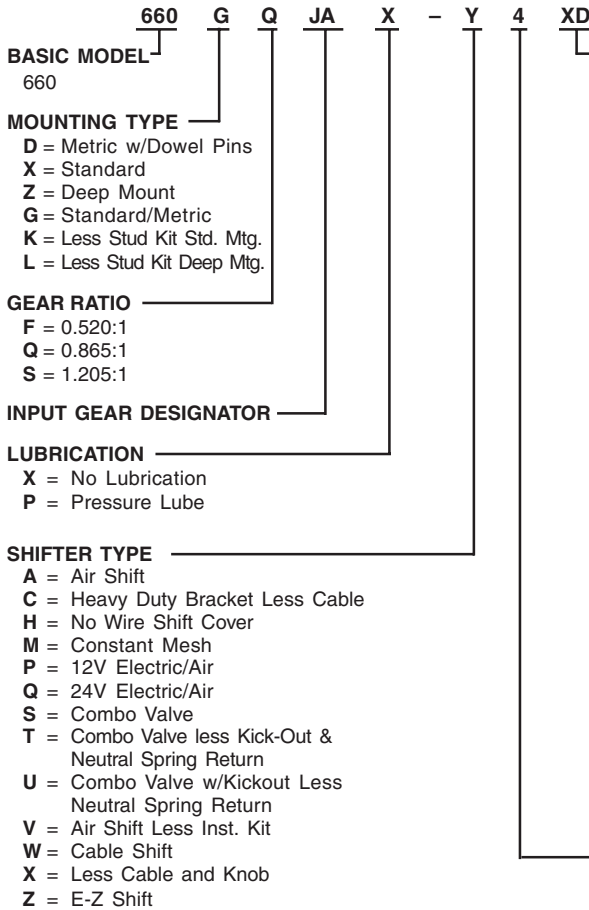 660 G Q JA X – Y 4 XD
BASIC MODEL
660
MOUNTING TYPE
D = Metric w/Dowel Pins
X = Standard
Z = Deep Mount
G = Standard/Metric
K = Less Stud Kit Std. Mtg.
L = Less Stud Kit Deep Mtg.
GEAR RATIO
F = 0.520:1
Q = 0.865:1
S = 1.205:1
INPUT GEAR DESIGNATOR
LUBRICATION
X = No Lubrication
P = Pressure Lube
SHIFTER TYPE
A = Air Shift
C = Heavy Duty Bracket Less Cable
H = No Wire Shift Cover
M = Constant Mesh
P = 12V Electric/Air
Q = 24V Electric/Air
S = Combo Valve
T = Combo Valve less Kick-Out &
Neutral Spring Return
U = Combo Valve w/Kickout Less
Neutral Spring Return
V = Air Shift Less Inst. Kit
W = Cable Shift
X = Less Cable and Knob
Z = E-Z Shift